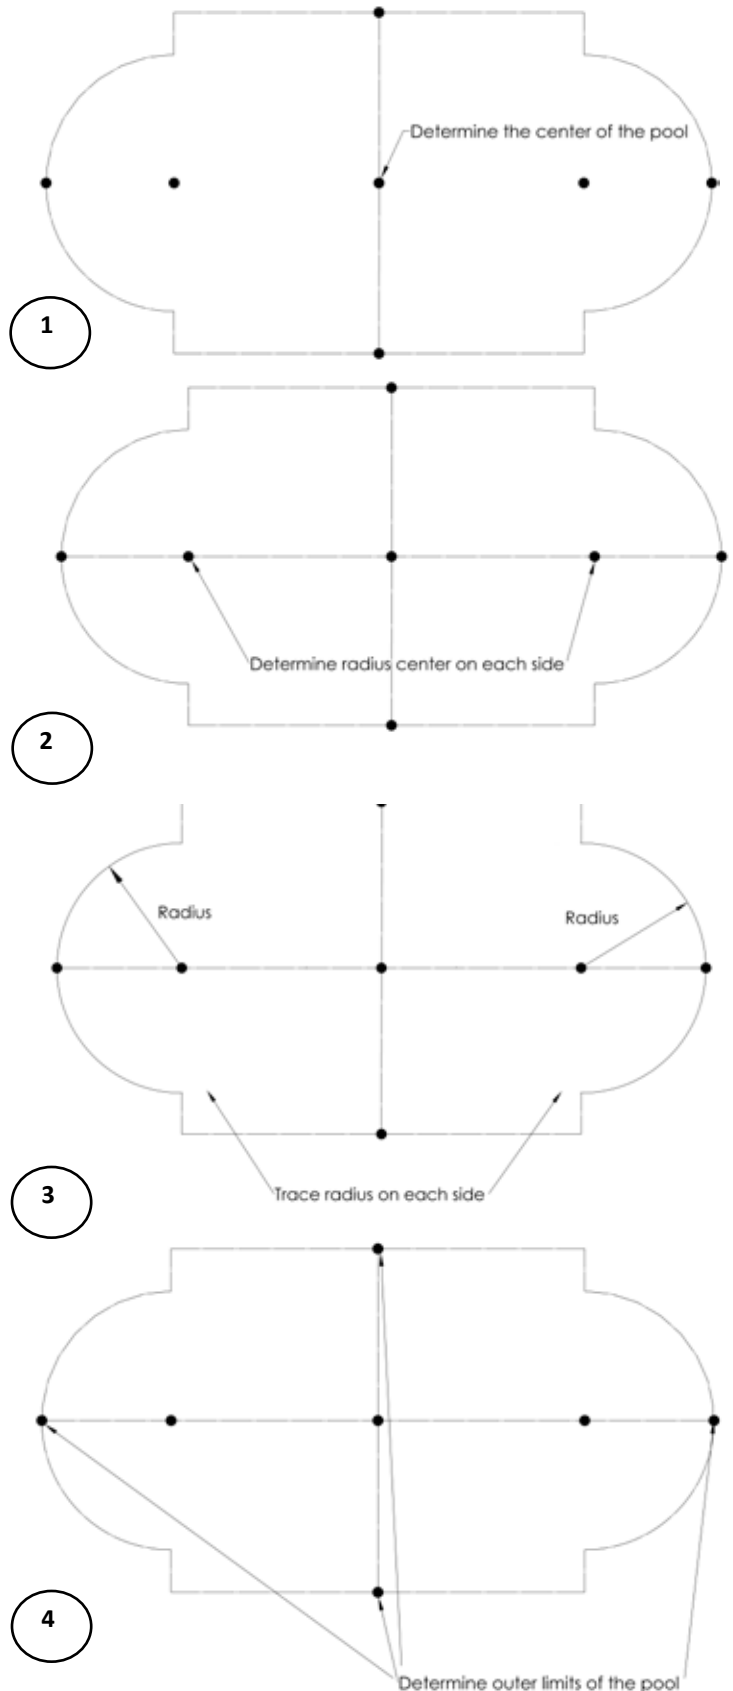 Determine the center of the pool
1
Determine radius center on each side
2
Radius
Radius
Trace radius on each side
3
4
Determine outer limits of the pool